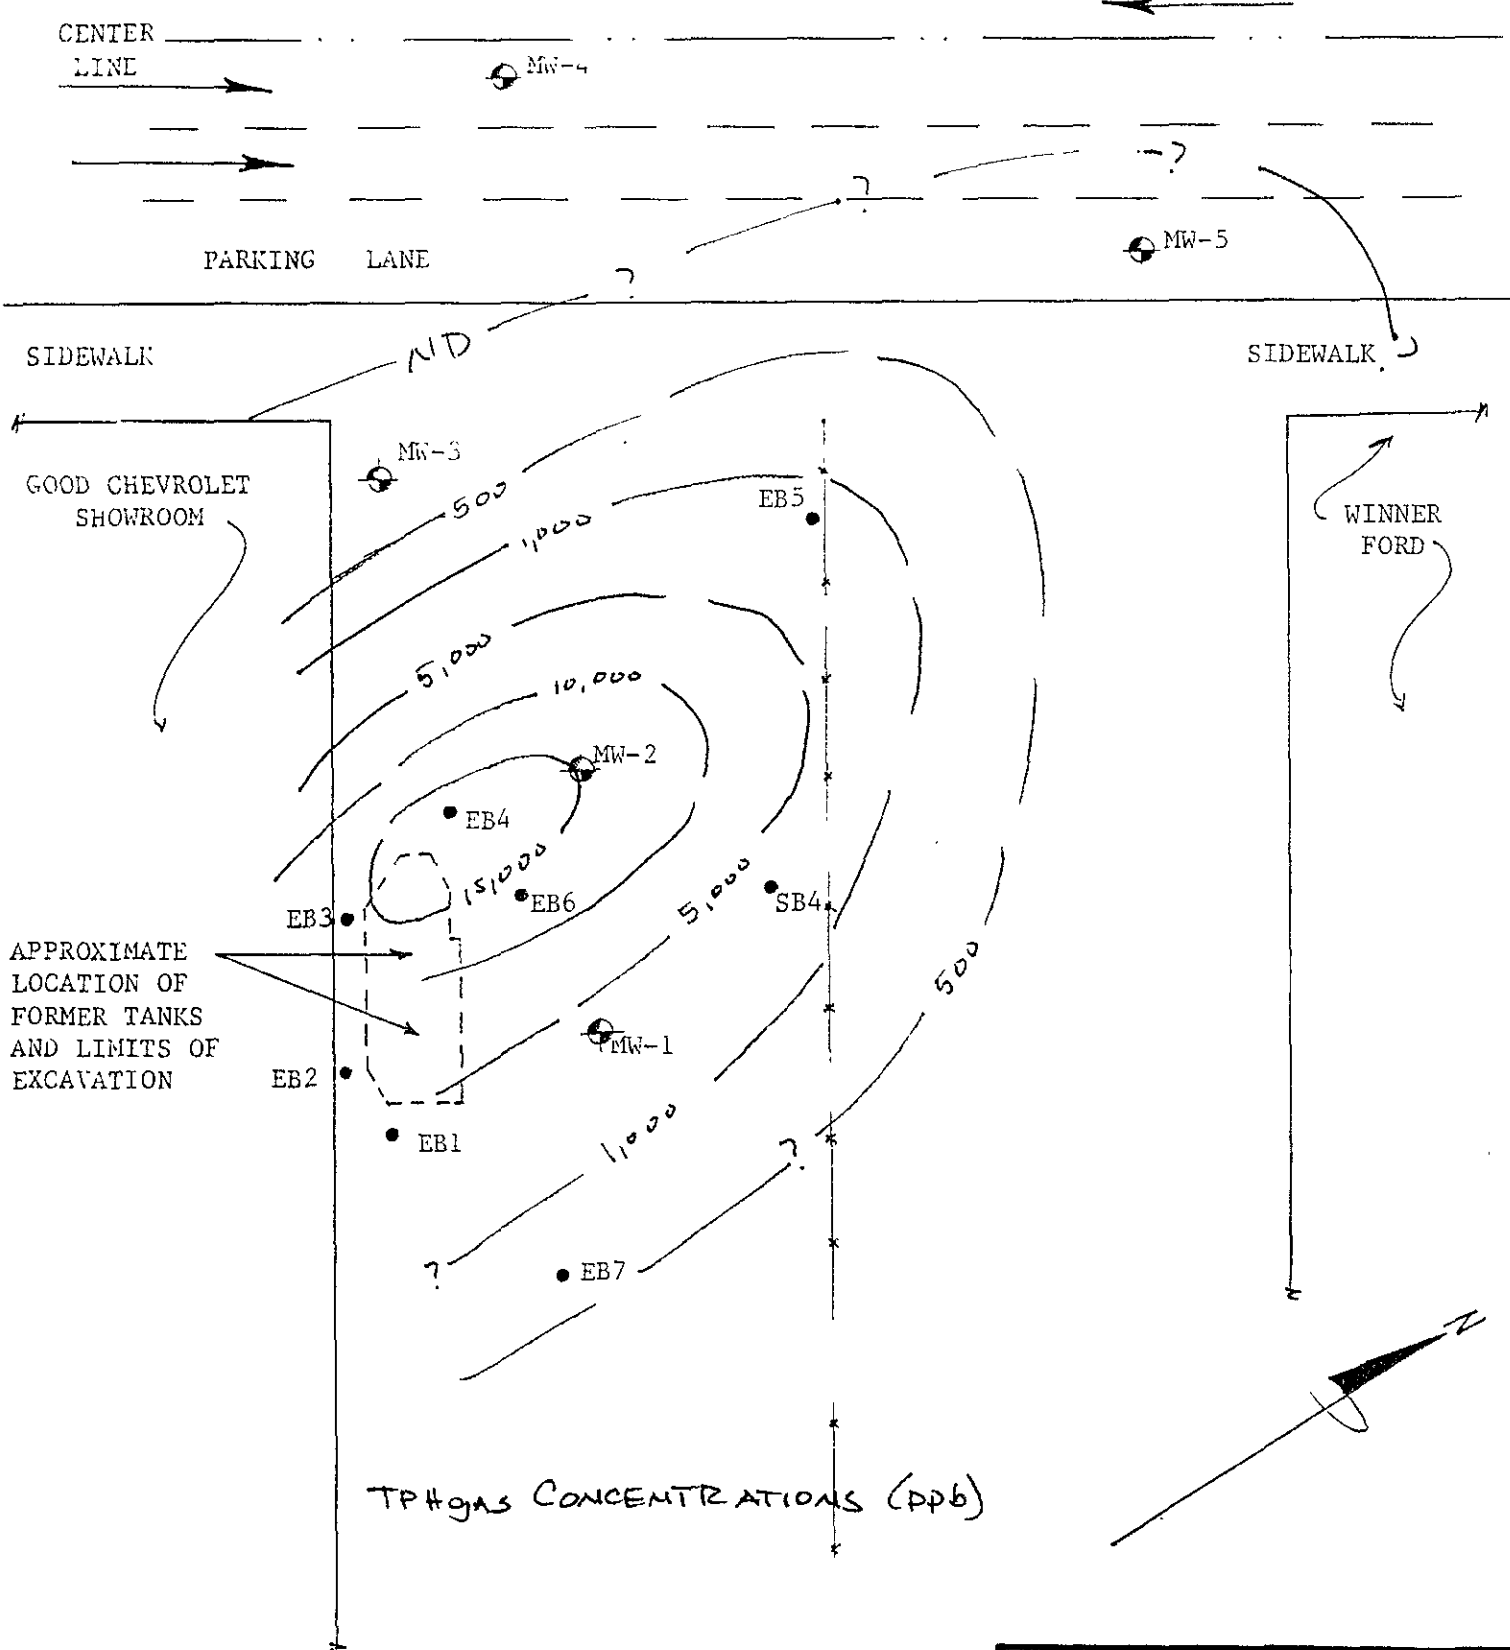 CENTER
LINE
MW-4
?
?
MW-5
PARKING LANE
?
ND
SIDEWALK
SIDEWALK
MW-3
GOOD CHEVROLET
SHOWROOM
500
1,000
EB5
WINNER
FORD
5,000
10,000
MW-2
EB4
15,000
EB6
EB3
5,000
SB4
APPROXIMATE
LOCATION OF
FORMER TANKS
AND LIMITS OF
EXCAVATION
500
MW-1
EB2
EB1
1,000
?
?
EB7
N
TPHgas CONCENTRATIONS (ppb)